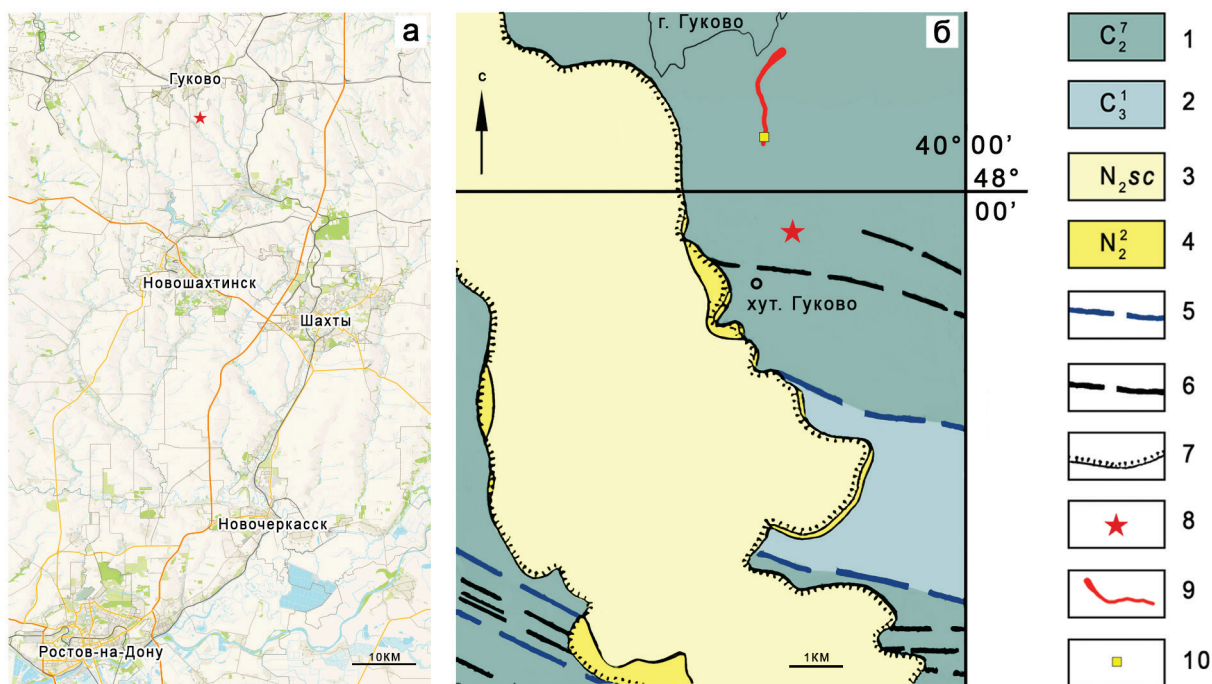 а
Гуково
Новошахтинск
Шахты
Новочеркасск
Ростов-на-Дону
10КМ
б
г. Гуково
с
40° 00’
48°
00’
хут. Гуково
1КМ
C₂⁷ 1
C₃¹ 2
N₂sc 3
N₂² 4
5
6
7
8
9
10